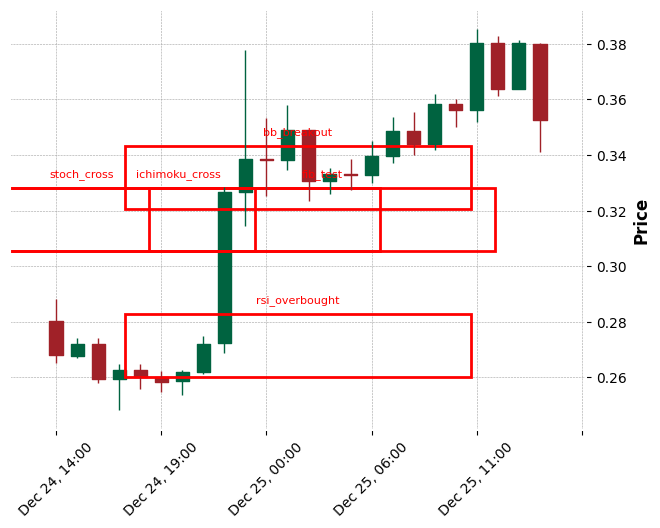 0.38
0.36
0.34
0.32
0.30
0.28
0.26
Price
bb_breakout
stoch_cross
ichimoku_cross
rsi_overbought
Dec 24, 14:00
Dec 24, 19:00
Dec 25, 00:00
Dec 25, 06:00
Dec 25, 11:00